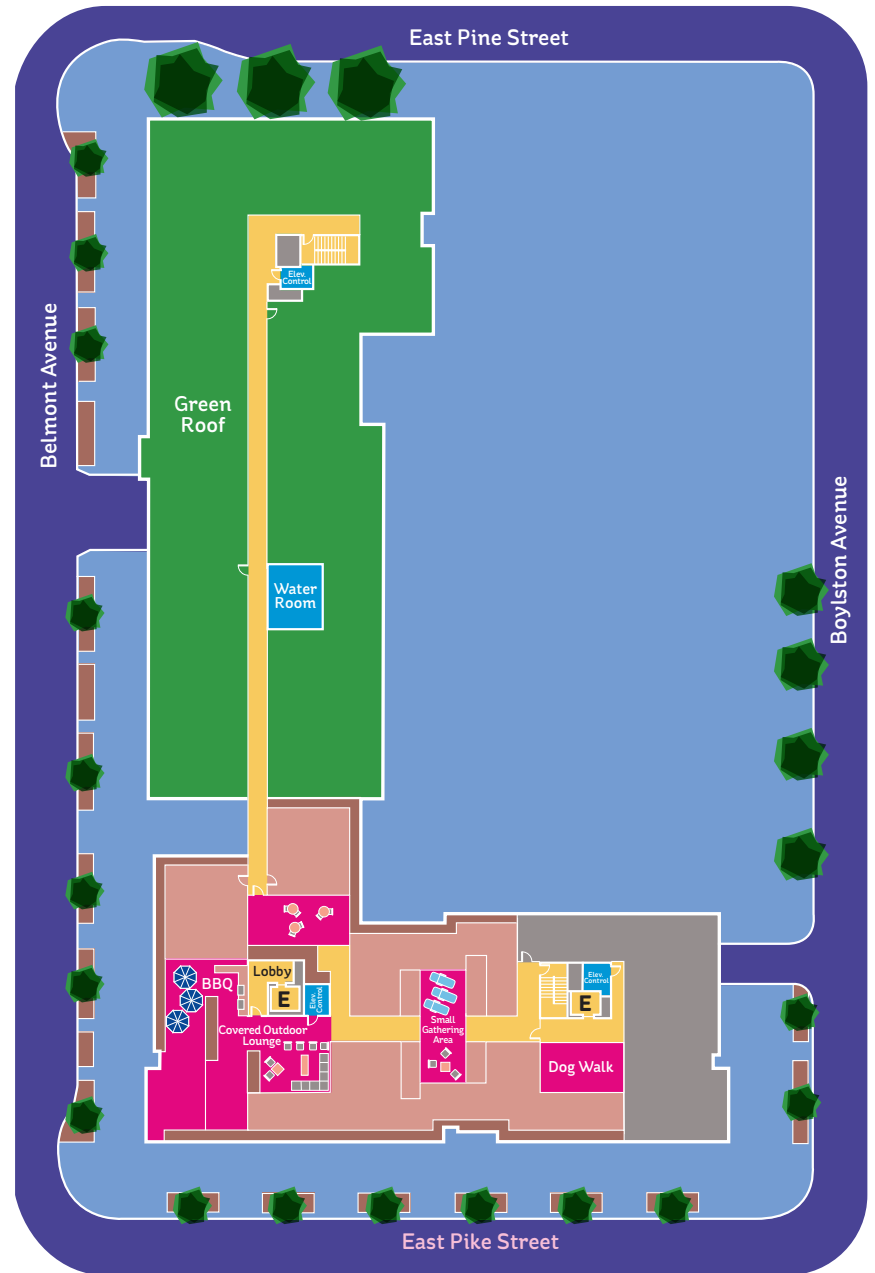 East Pine Street
Elev.
Control
Belmont Avenue
Green
Roof
Boylston Avenue
Water
Room
Lobby
BBQ
E
Elev.
Control
Elev.
Control
E
Small
Gathering
Area
Covered Outdoor
Lounge
Dog Walk
East Pike Street